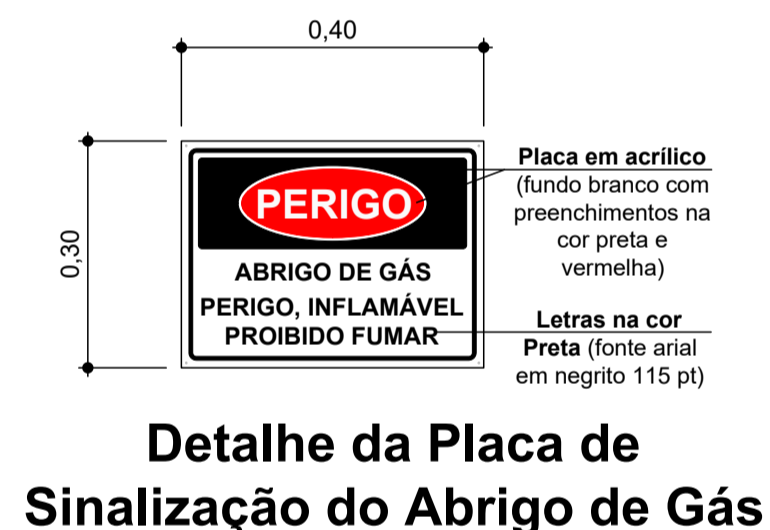 0,40
0,30
PERIGO
ABRIGO DE GÁS
PERIGO, INFLAMÁVEL
PROIBIDO FUMAR
Placa em acrílico
(fundo branco com
preenchimentos na
cor preta e
vermelha)
Letras na cor
Preta (fonte arial
em negrito 115 pt)
Detalhe da Placa de
Sinalização do Abrigo de Gás